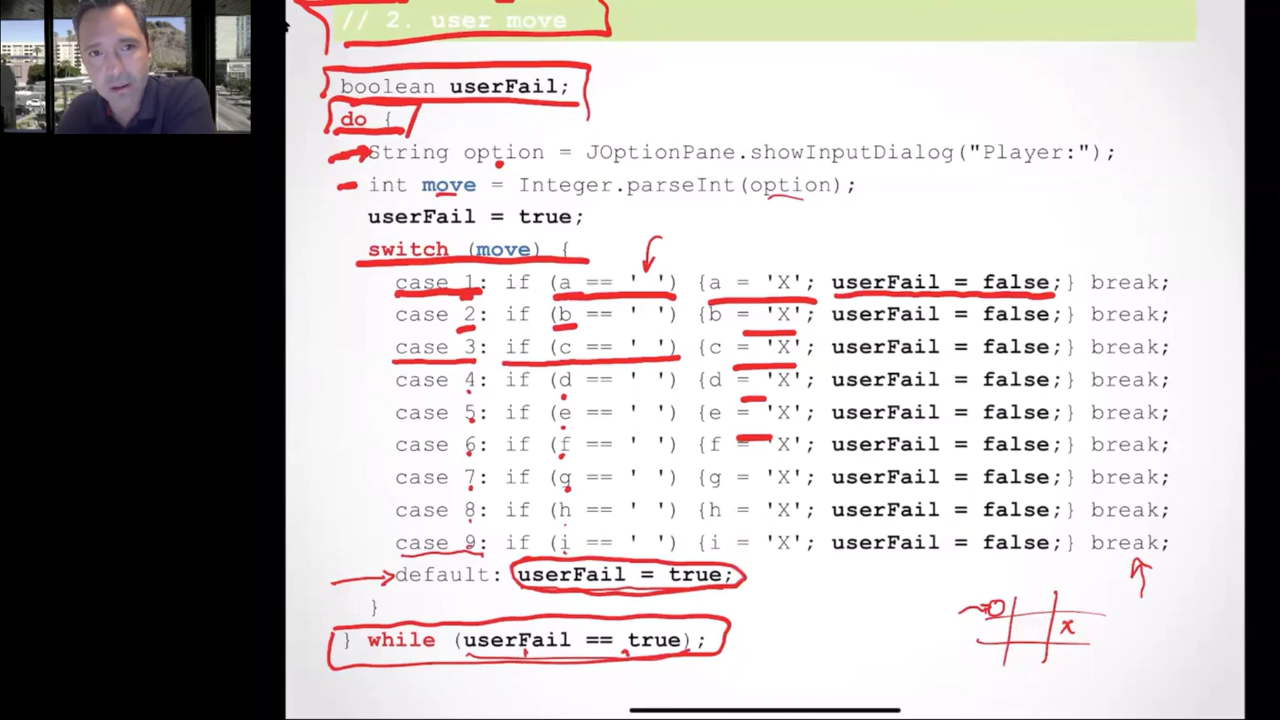 // 2. user move
boolean userFail;
do {
String option = JOptionPane.showInputDialog("Player:");
int move = Integer.parseInt(option);
userFail = true;
switch (move) {
case 1: if (a == ' ') {a = 'X'; userFail = false;} break;
case 2: if (b == ' ') {b = 'X'; userFail = false;} break;
case 3: if (c == ' ') {c = 'X'; userFail = false;} break;
case 4: if (d == ' ') {d = 'X'; userFail = false;} break;
case 5: if (e == ' ') {e = 'X'; userFail = false;} break;
case 6: if (f == ' ') {f = 'X'; userFail = false;} break;
case 7: if (g == ' ') {g = 'X'; userFail = false;} break;
case 8: if (h == ' ') {h = 'X'; userFail = false;} break;
case 9: if (i == ' ') {i = 'X'; userFail = false;} break;
default: userFail = true;
}
} while (userFail == true);
O
X